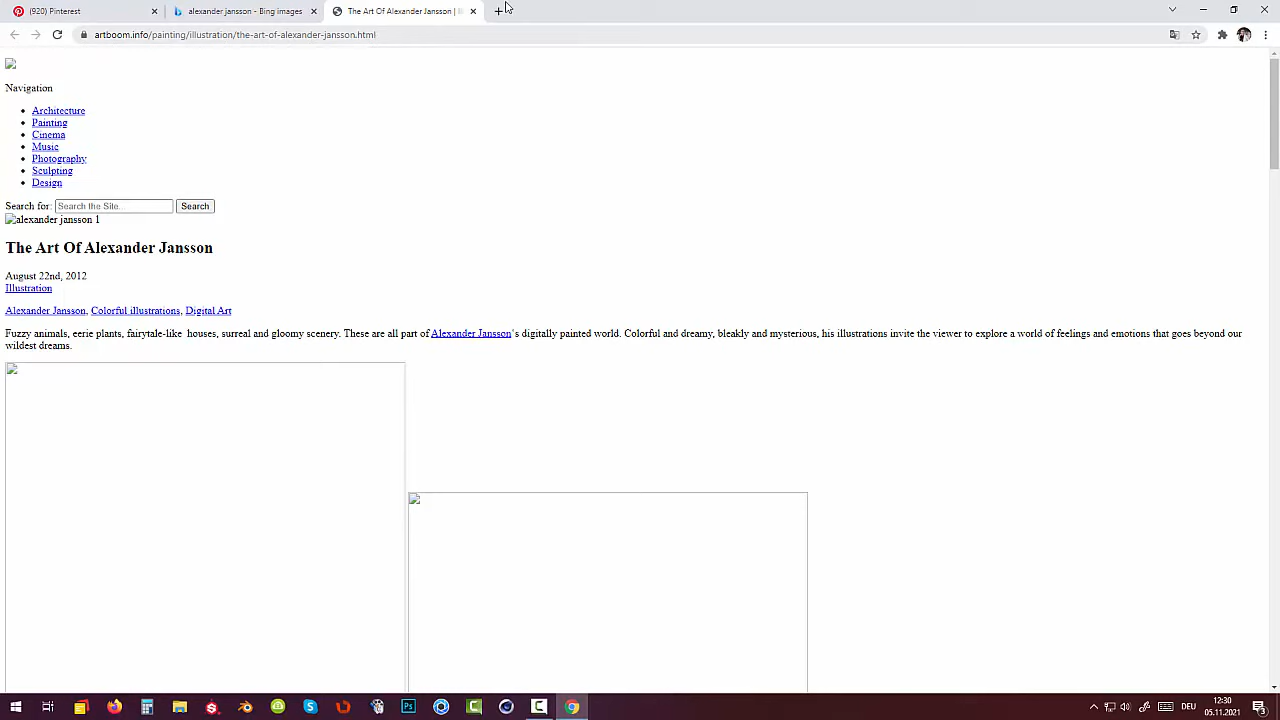 (920) Pinterest
alexander jansson - Bing images
The Art Of Alexander Jansson |
artboom.info/painting/illustration/the-art-of-alexander-jansson.html
Navigation
Architecture
Painting
Cinema
Music
Photography
Sculpting
Design
Search for: Search the Site... Search
alexander jansson 1
The Art Of Alexander Jansson
August 22nd, 2012
Illustration
Alexander Jansson, Colorful illustrations, Digital Art
Fuzzy animals, eerie plants, fairytale-like houses, surreal and gloomy scenery. These are all part of Alexander Jansson's digitally painted world. Colorful and dreamy, bleakly and mysterious, his illustrations invite the viewer to explore a world of feelings and emotions that goes beyond our
wildest dreams.
Ps
DEU
12:30
05.11.2021